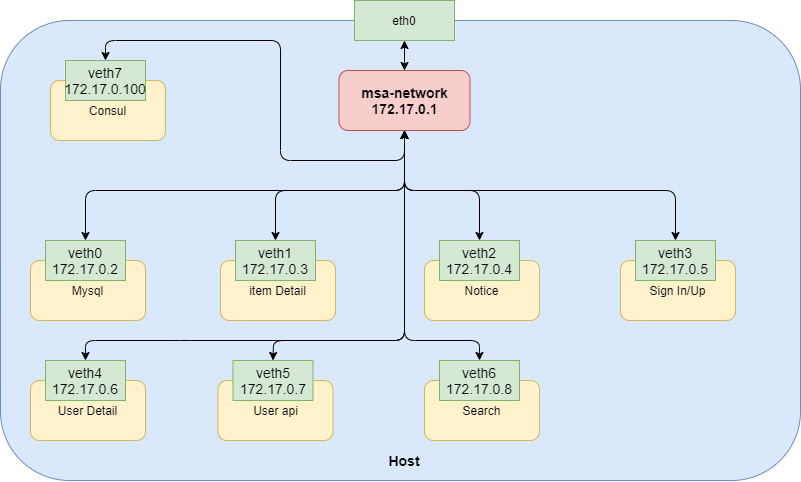 eth0
veth7
172.17.0.100
Consul
msa-network
172.17.0.1
veth0
172.17.0.2
Mysql
veth1
172.17.0.3
item Detail
veth2
172.17.0.4
Notice
veth3
172.17.0.5
Sign In/Up
veth4
172.17.0.6
User Detail
veth5
172.17.0.7
User api
veth6
172.17.0.8
Search
Host